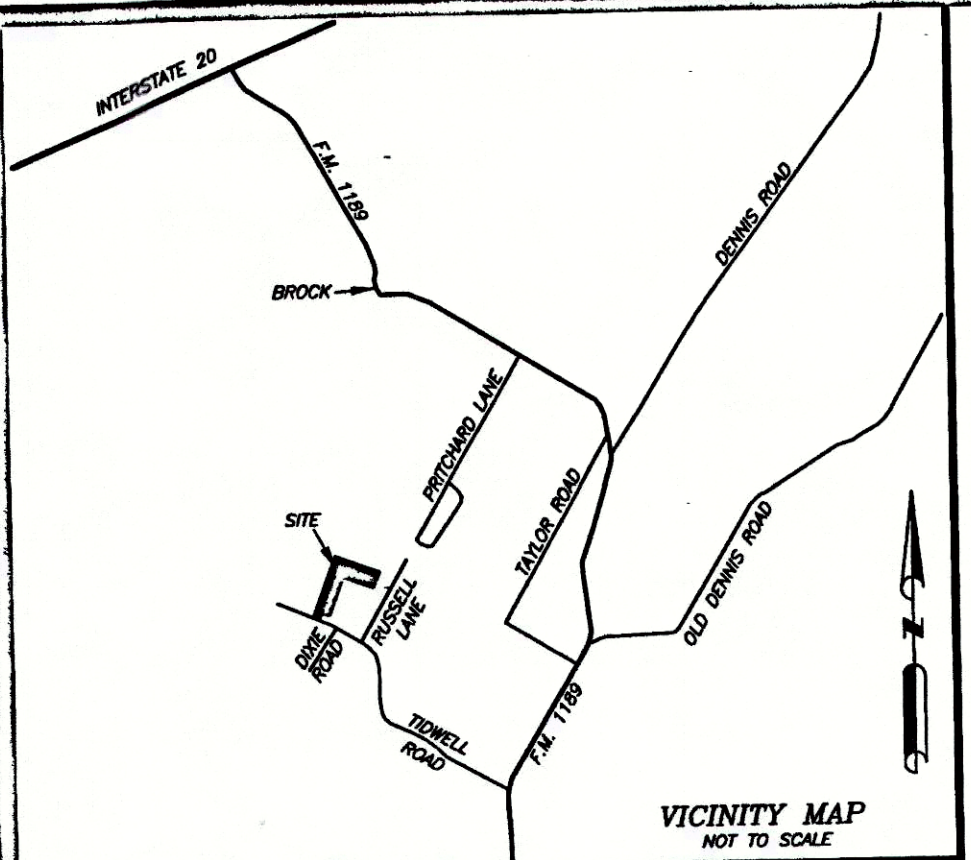 INTERSTATE 20
F.M. 1189
DENNIS ROAD
BROCK
PRITCHARD LANE
TAYLOR ROAD
SITE
OLD DENNIS ROAD
RUSSELL
LANE
DIXIE
ROAD
N
F.M. 1189
TIDWELL
ROAD
VICINITY MAP
NOT TO SCALE